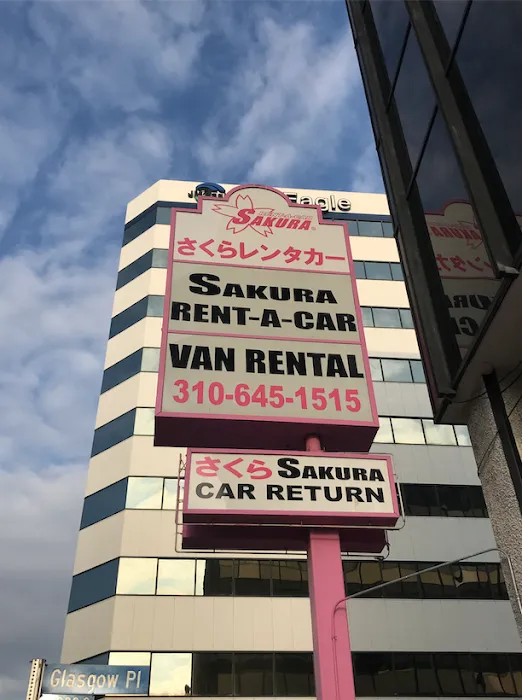 Eagle
SAKURA
さくらレンタカー
SAKURA
RENT-A-CAR
VAN RENTAL
310-645-1515
さくら SAKURA
CAR RETURN
Glasgow Pl